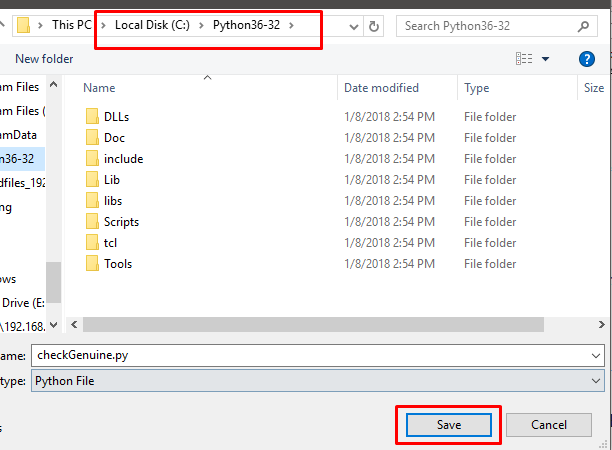 This PC > Local Disk (C:) > Python36-32 >
Search Python36-32
New folder
?
Name
Date modified
Type
Size
am Files
am Files (
amData
on36-32
dfiles_192
ng
ows
Drive (E:
\192.168.
DLLs 1/8/2018 2:54 PM File folder
Doc 1/8/2018 2:54 PM File folder
include 1/8/2018 2:54 PM File folder
Lib 1/8/2018 2:54 PM File folder
libs 1/8/2018 2:54 PM File folder
Scripts 1/8/2018 2:54 PM File folder
tcl 1/8/2018 2:54 PM File folder
Tools 1/8/2018 2:54 PM File folder
name: checkGenuine.py
type: Python File
s
Save
Cancel